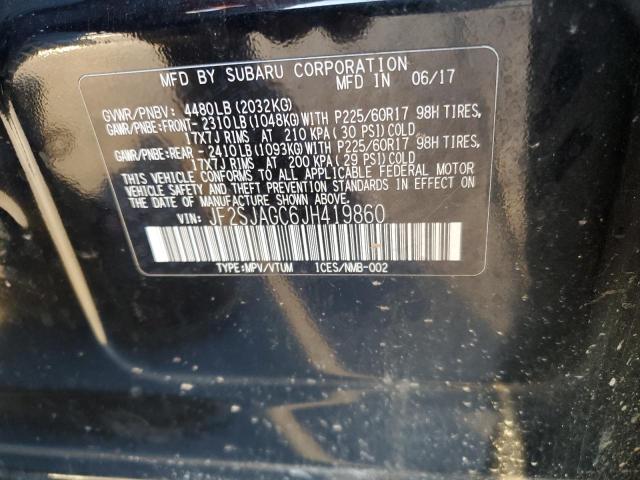 MFD BY SUBARU CORPORATION MFD IN 06/17
GVWR/PNBV: 4480LB(2032KG)
GAWR/PNBE:FRONT-2310LB(1048KG)WITH P225/60R17 98H TIRES,
17X7J RIMS AT 210 KPA(30 PSI)COLD
GAWR/PNBE:REAR -2410LB(1093KG)WITH P225/60R17 98H TIRES,
17X7J RIMS AT 200 KPA(29 PSI)COLD
THIS VEHICLE CONFORMS TO ALL APPLICABLE FEDERAL MOTOR
VEHICLE SAFETY AND THEFT PREVENTION STANDARDS IN EFFECT ON
THE DATE OF MANUFACTURE SHOWN ABOVE.
VIN: JF2SJAGC6JH419860
TYPE:MPV/VTUM ICES/NMB-002